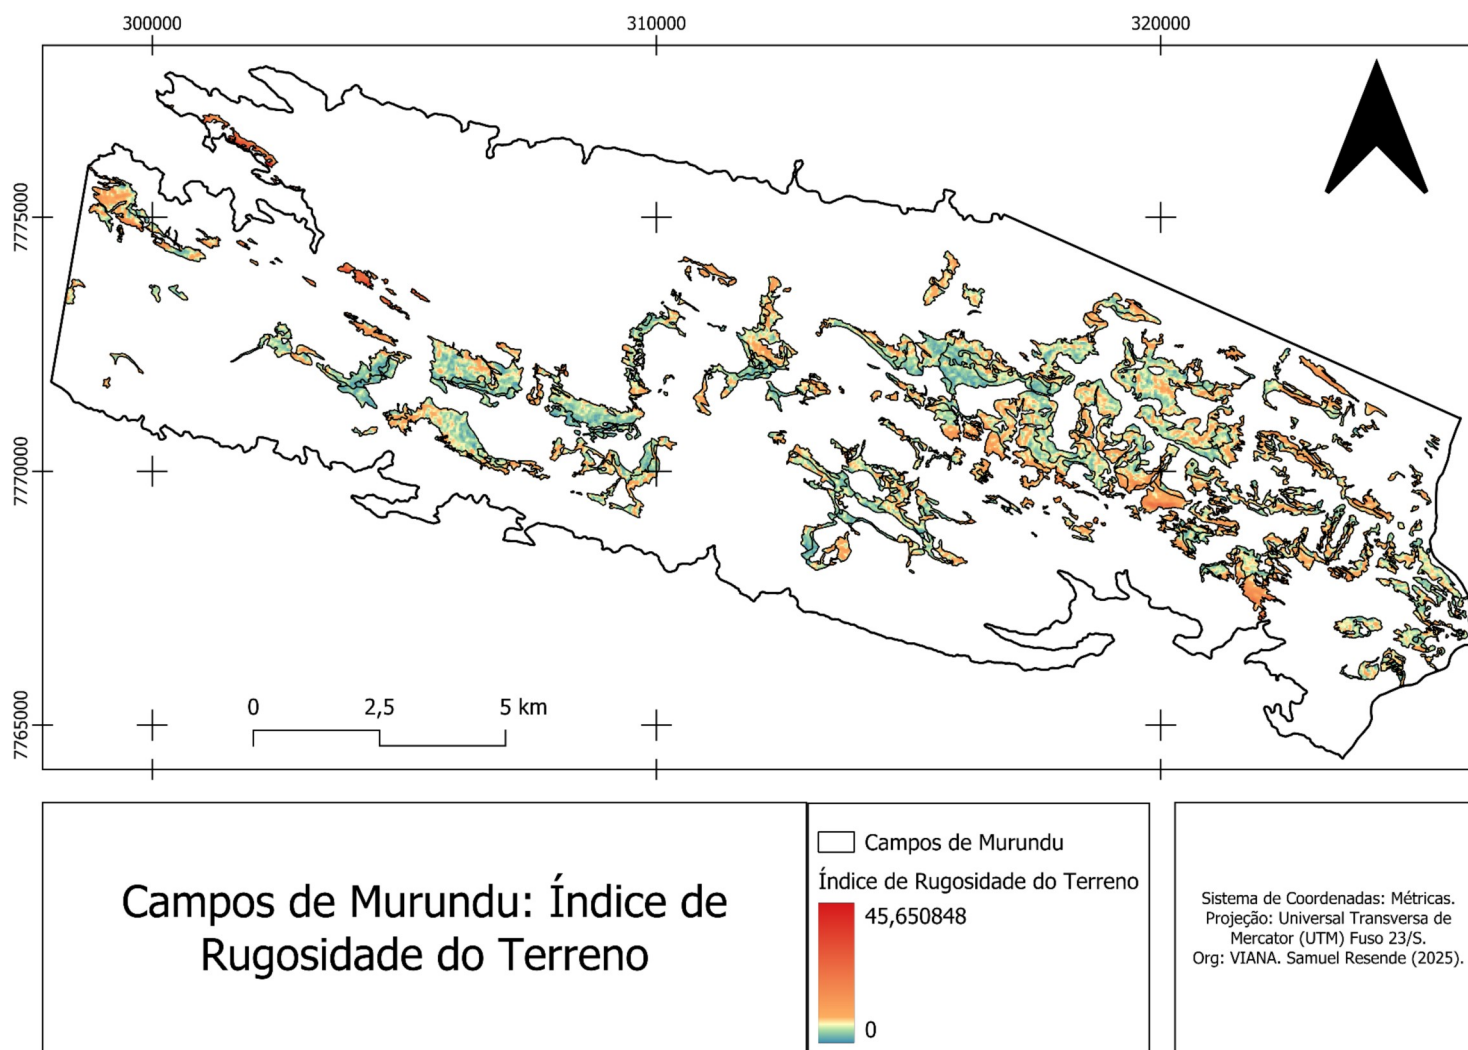 300000
310000
320000
7775000
7770000
7765000
0
2,5
5 km
Campos de Murundu: Índice de
Rugosidade do Terreno
Campos de Murundu
Índice de Rugosidade do Terreno
45,650848
0
Sistema de Coordenadas: Métricas.
Projeção: Universal Transversa de
Mercator (UTM) Fuso 23/S.
Org: VIANA. Samuel Resende (2025).